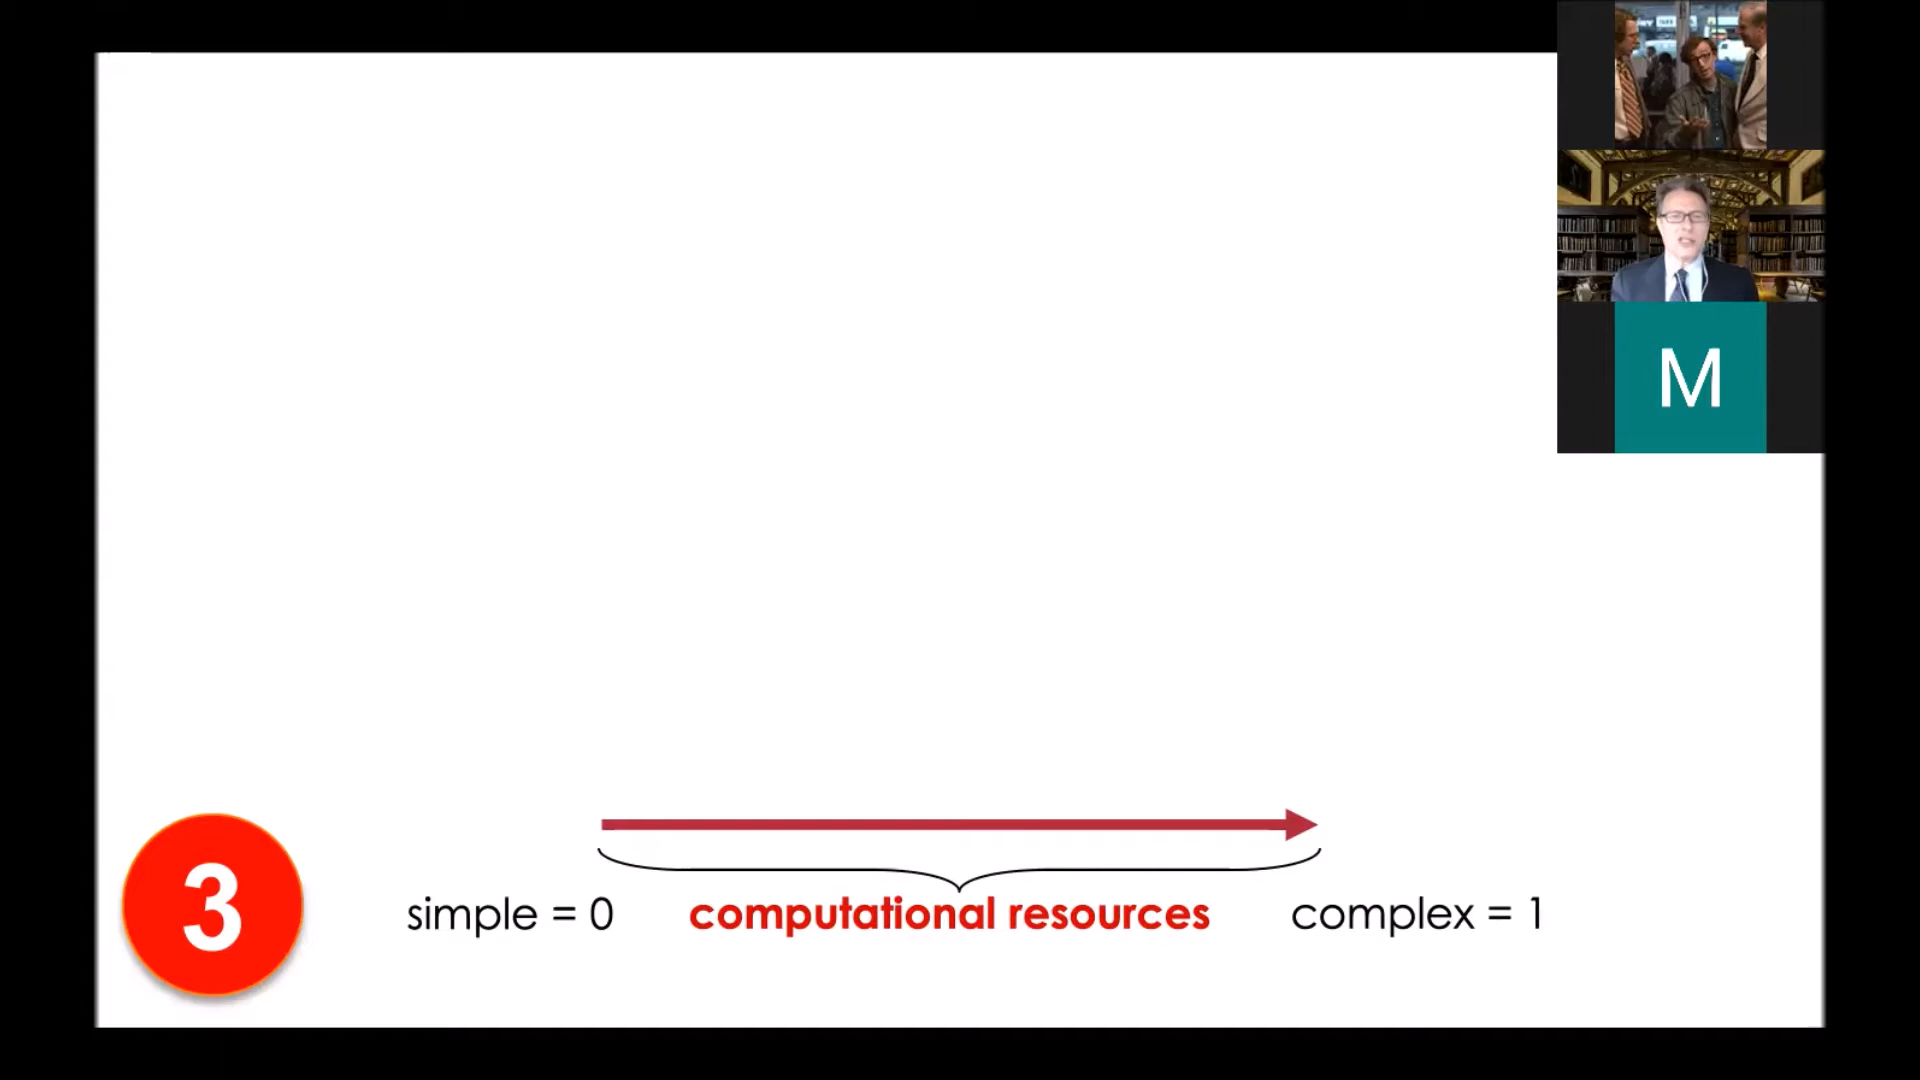 M
3
simple = 0 computational resources complex = 1